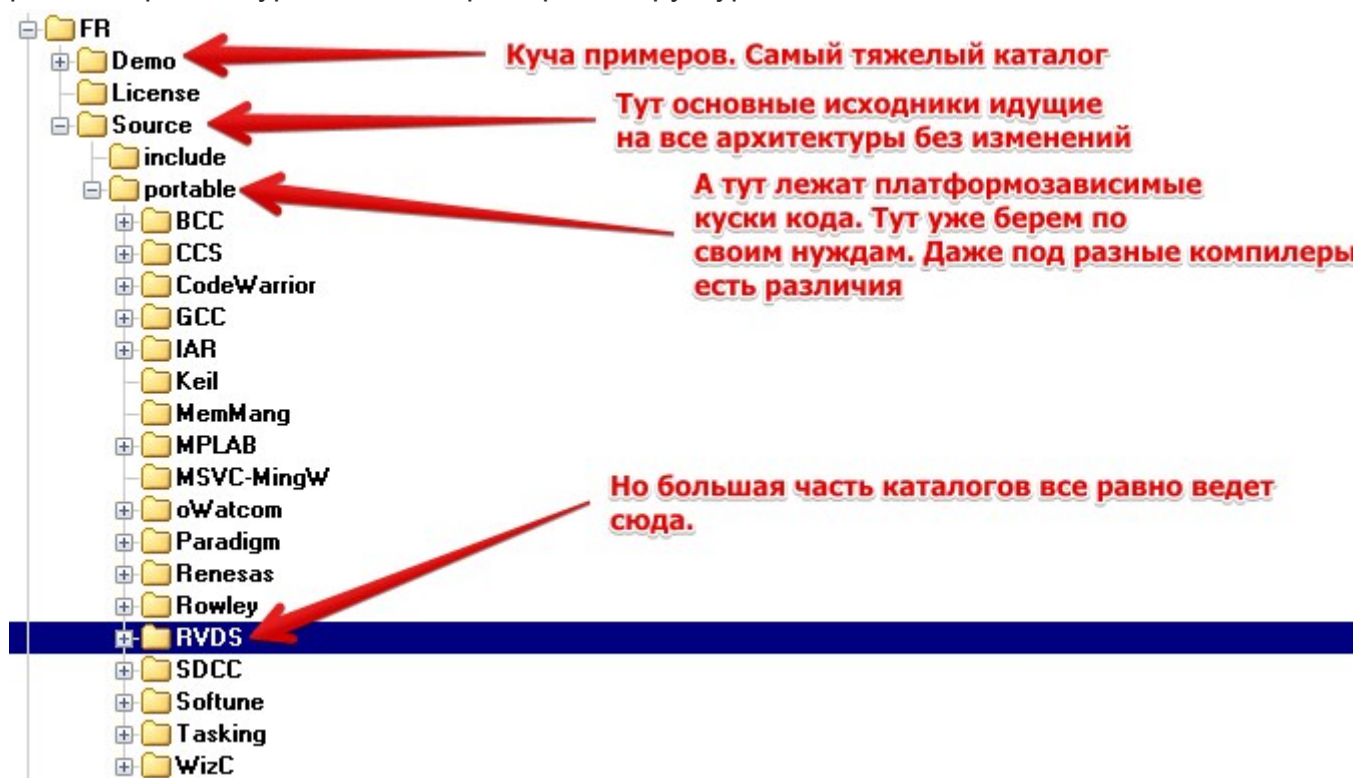 FR
Demo
Куча примеров. Самый тяжелый каталог
License
Тут основные исходники идущие
на все архитектуры без изменений
Source
include
portable
А тут лежат платформозависимые
куски кода. Тут уже берем по
своим нуждам. Даже под разные компилеры
есть различия
BCC
CCS
CodeWarrior
GCC
IAR
Keil
MemMang
MPLAB
MSVC-MingW
Но большая часть каталогов все равно ведет
сюда.
oWatcom
Paradigm
Renesas
Rowley
RVDS
SDCC
Softune
Tasking
WizC